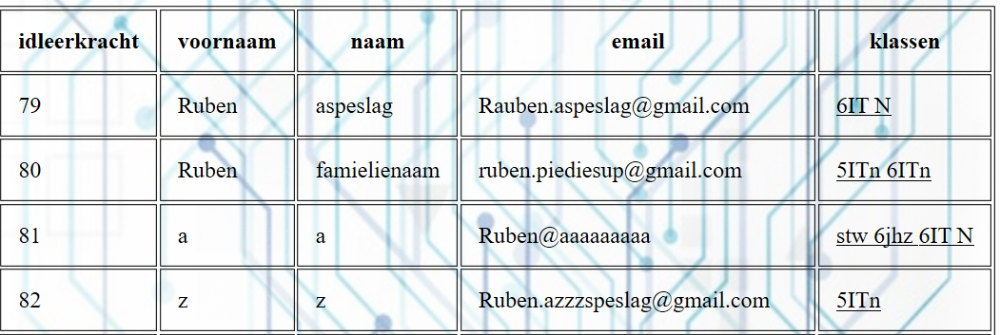 idleerkracht voornaam naam email klassen
79 Ruben aspeslag Rauben.aspeslag@gmail.com 6IT N
80 Ruben famielienaam ruben.piediesup@gmail.com 5ITn 6ITn
81 a a Ruben@aaaaaaaaa stw 6jhz 6IT N
82 z z Ruben.azzzspeslag@gmail.com 5ITn